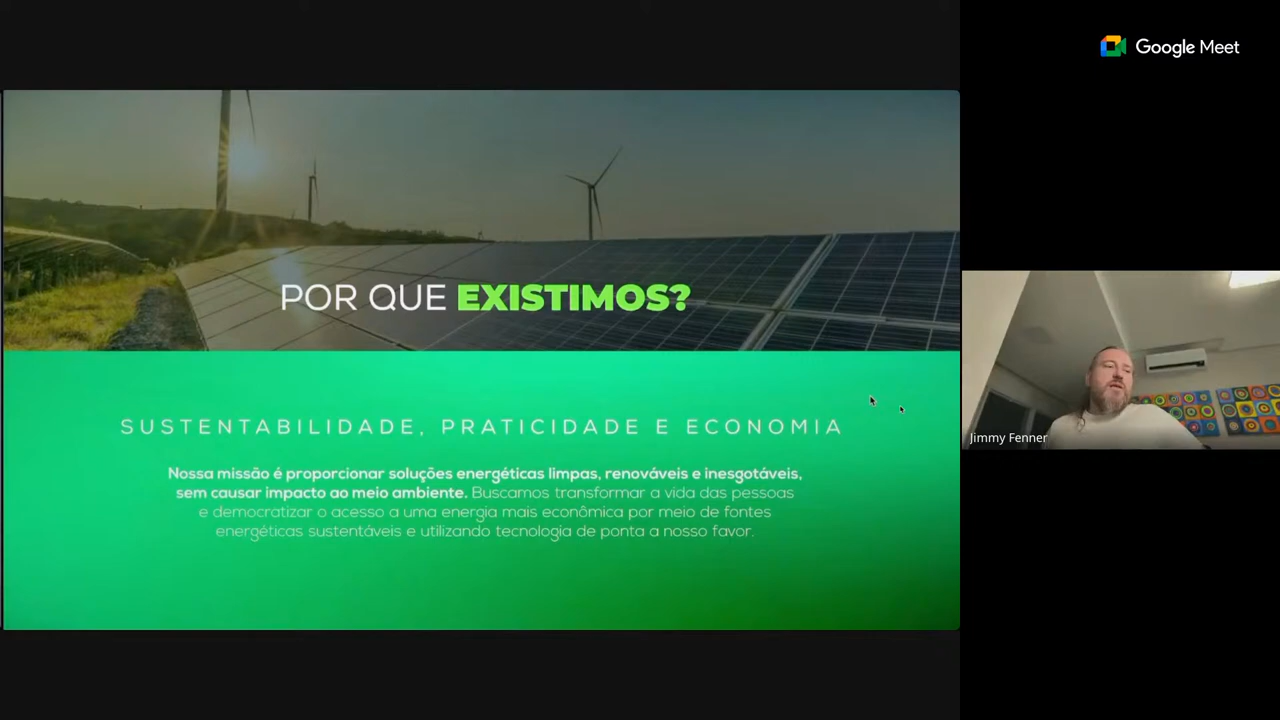 Google Meet
POR QUE EXISTIMOS?
SUSTENTABILIDADE, PRATICIDADE E ECONOMIA
Nossa missão é proporcionar soluções energéticas limpas, renováveis e inesgotáveis,
sem causar impacto ao meio ambiente. Buscamos transformar a vida das pessoas
e democratizar o acesso a uma energia mais econômica por meio de fontes
energéticas sustentáveis e utilizando tecnologia de ponta a nosso favor.
Jimmy Fenner